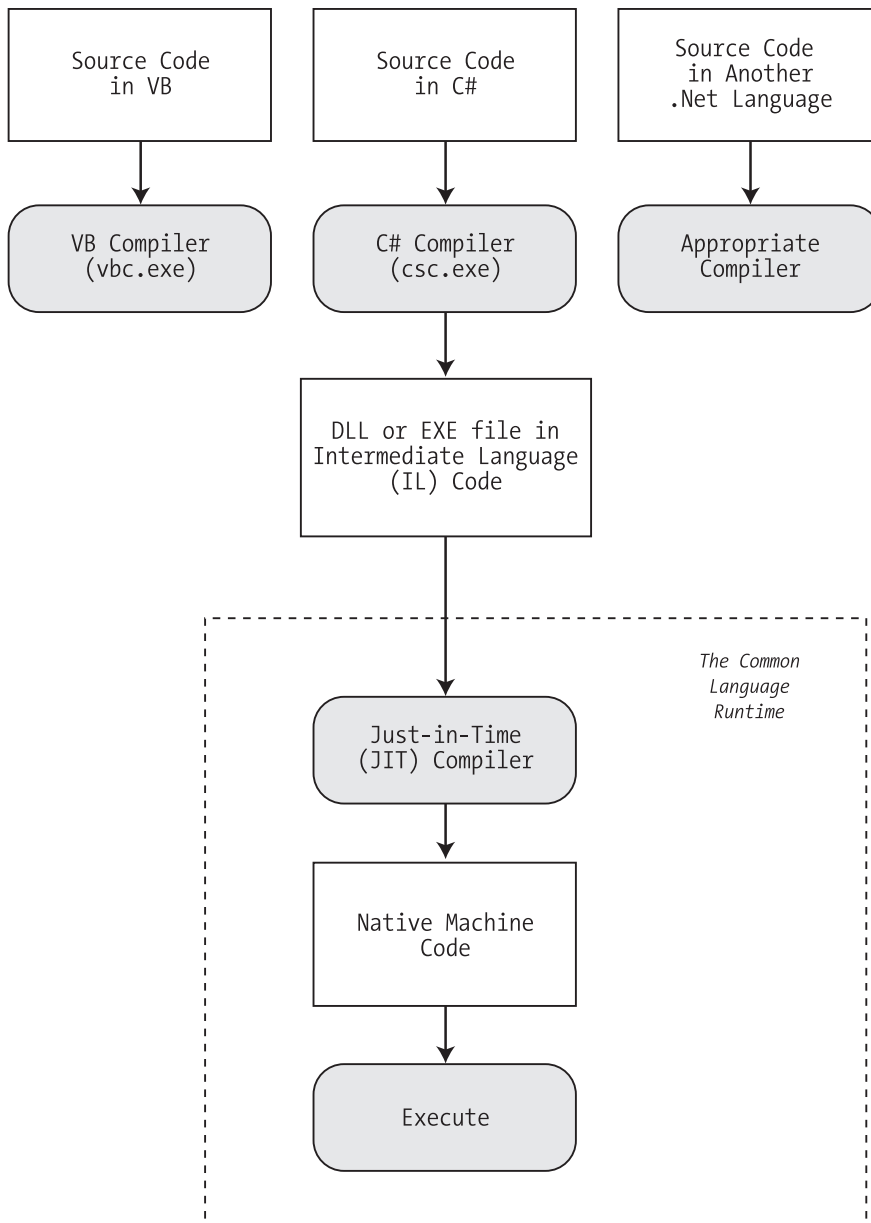 Source Code
in VB
Source Code
in C#
Source Code
in Another
.Net Language
VB Compiler
(vbc.exe)
C# Compiler
(csc.exe)
Appropriate
Compiler
DLL or EXE file in
Intermediate Language
(IL) Code
The Common
Language
Runtime
Just-in-Time
(JIT) Compiler
Native Machine
Code
Execute